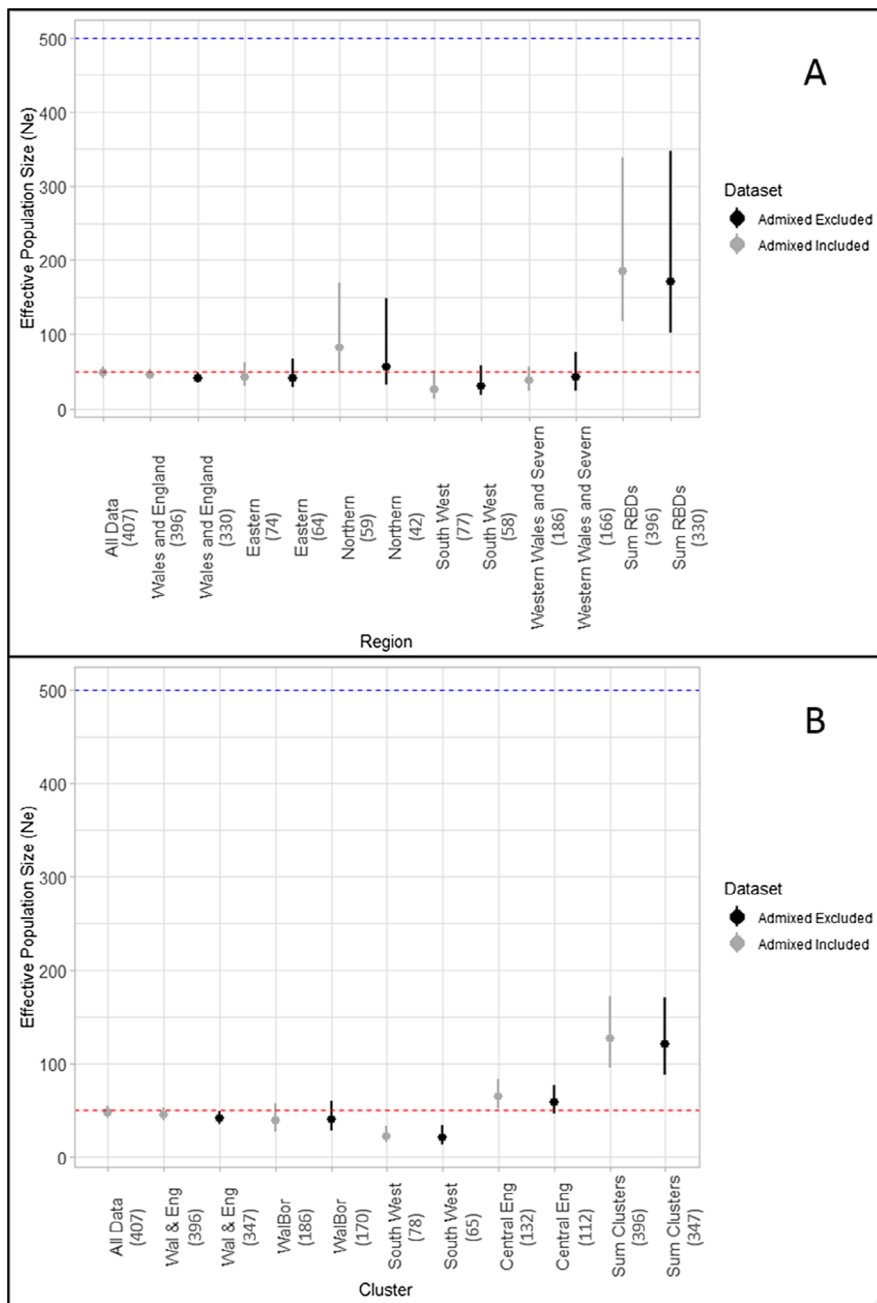 A
500
400
300
200
100
0
Effective Population Size (Ne)
All Data
(407)
Wales and England
(396)
Wales and England
(330)
Eastern
(74)
Eastern
(64)
Northern
(59)
Northern
(42)
South West
(77)
South West
(58)
Western Wales and Severn
(186)
Western Wales and Severn
(166)
Sum RBDs
(396)
Sum RBDs
(330)
Region
Dataset
Admixed Excluded
Admixed Included
B
500
400
300
200
100
0
Effective Population Size (Ne)
All Data
(407)
Wal & Eng
(396)
Wal & Eng
(347)
WalBor
(186)
WalBor
(170)
South West
(78)
South West
(65)
Central Eng
(132)
Central Eng
(112)
Sum Clusters
(396)
Sum Clusters
(347)
Cluster
Dataset
Admixed Excluded
Admixed Included